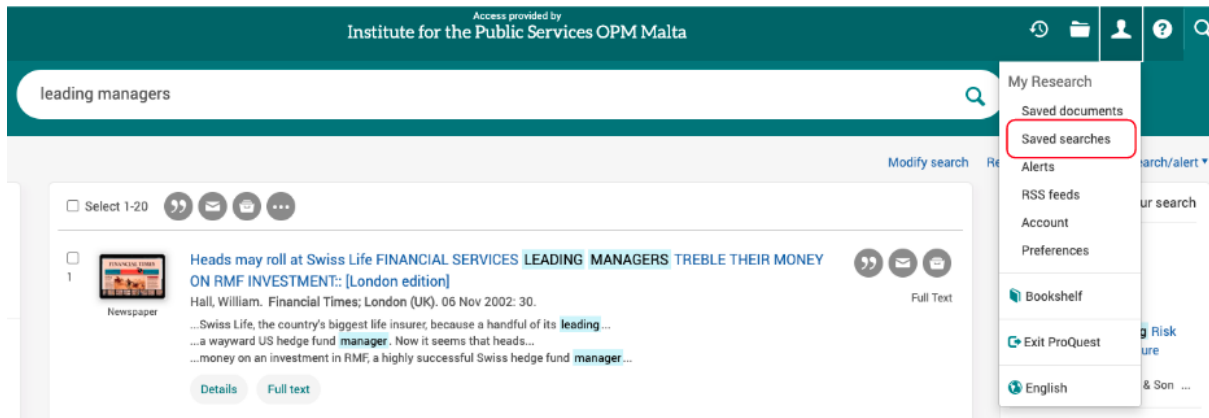 Access provided by
Institute for the Public Services OPM Malta
leading managers
My Research
Saved documents
Saved searches
Alerts
RSS feeds
Account
Preferences
Bookshelf
Exit ProQuest
English
Modify search
Select 1-20
1
FINANCIAL TIMES
Newspaper
Heads may roll at Swiss Life FINANCIAL SERVICES LEADING MANAGERS TREBLE THEIR MONEY
ON RMF INVESTMENT:: [London edition]
Hall, William. Financial Times; London (UK). 06 Nov 2002: 30.
...Swiss Life, the country's biggest life insurer, because a handful of its leading...
...a wayward US hedge fund manager. Now it seems that heads...
...money on an investment in RMF, a highly successful Swiss hedge fund manager...
Details Full text
Full Text
search
Risk
& Son ...